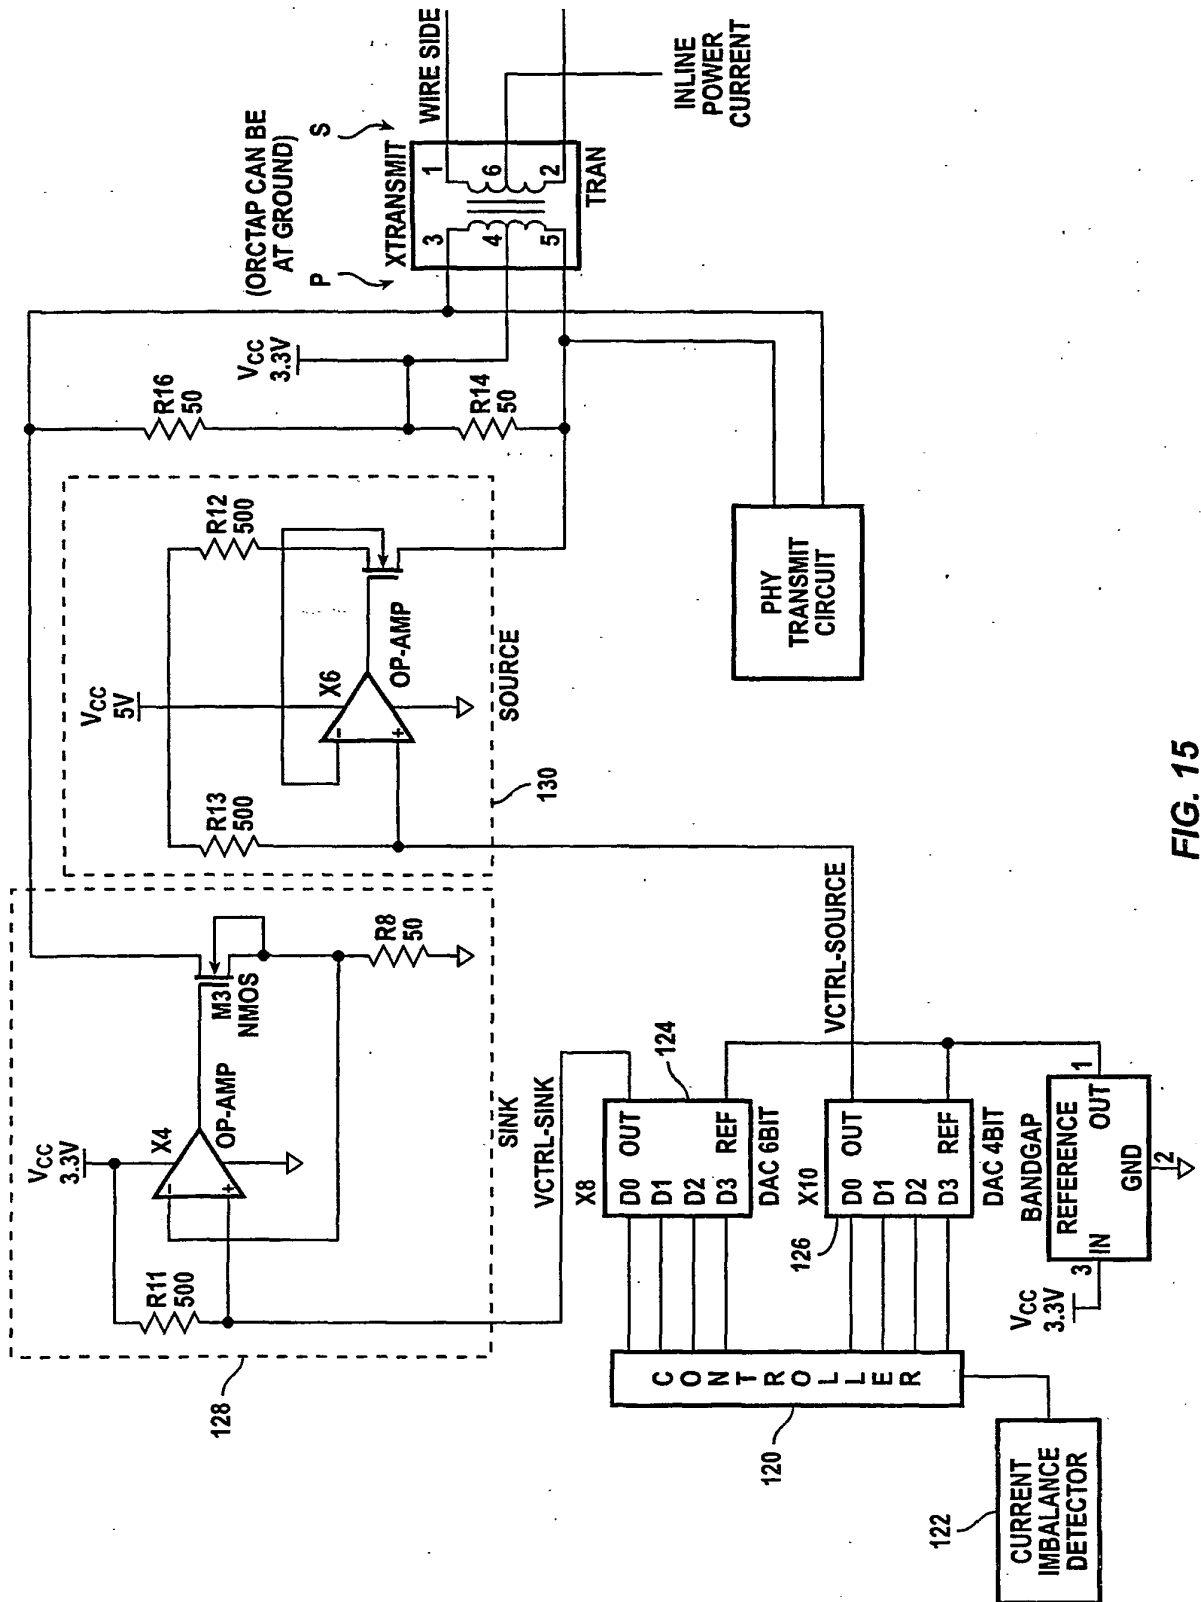 (ORCTAP CAN BE
AT GROUND)
P
S
XTRANSMIT
WIRE SIDE
3
1
4
6
5
2
TRAN
INLINE
POWER
CURRENT
VCC
3.3V
R16
50
R14
50
PHY
TRANSMIT
CIRCUIT
VCC
5V
R13
500
R12
500
X6
-
+
OP-AMP
SOURCE
130
VCC
3.3V
R11
500
X4
-
+
OP-AMP
M3
NMOS
R8
50
SINK
128
VCTRL-SINK
VCTRL-SOURCE
X8
D0
OUT
D1
D2
D3
REF
DAC 6BIT
124
X10
D0
OUT
D1
D2
D3
REF
DAC 4BIT
126
BANDGAP
REFERENCE
IN
OUT
GND
3
1
2
VCC
3.3V
CONTROLLER
120
CURRENT
IMBALANCE
DETECTOR
122
FIG. 15